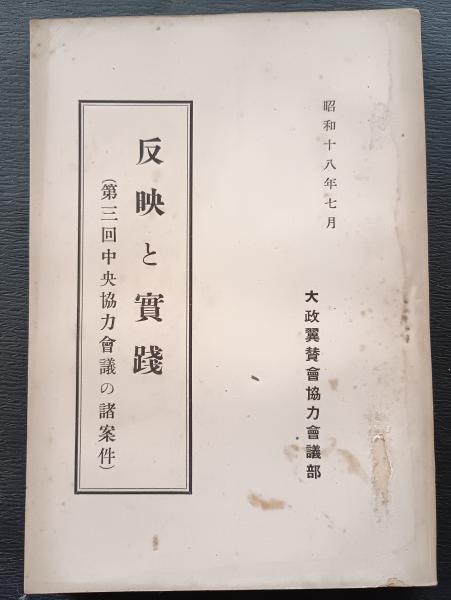 昭和十八年七月
大政翼賛會協力會議部
反映と實踐
(第三回中央協力會議の諸案件)